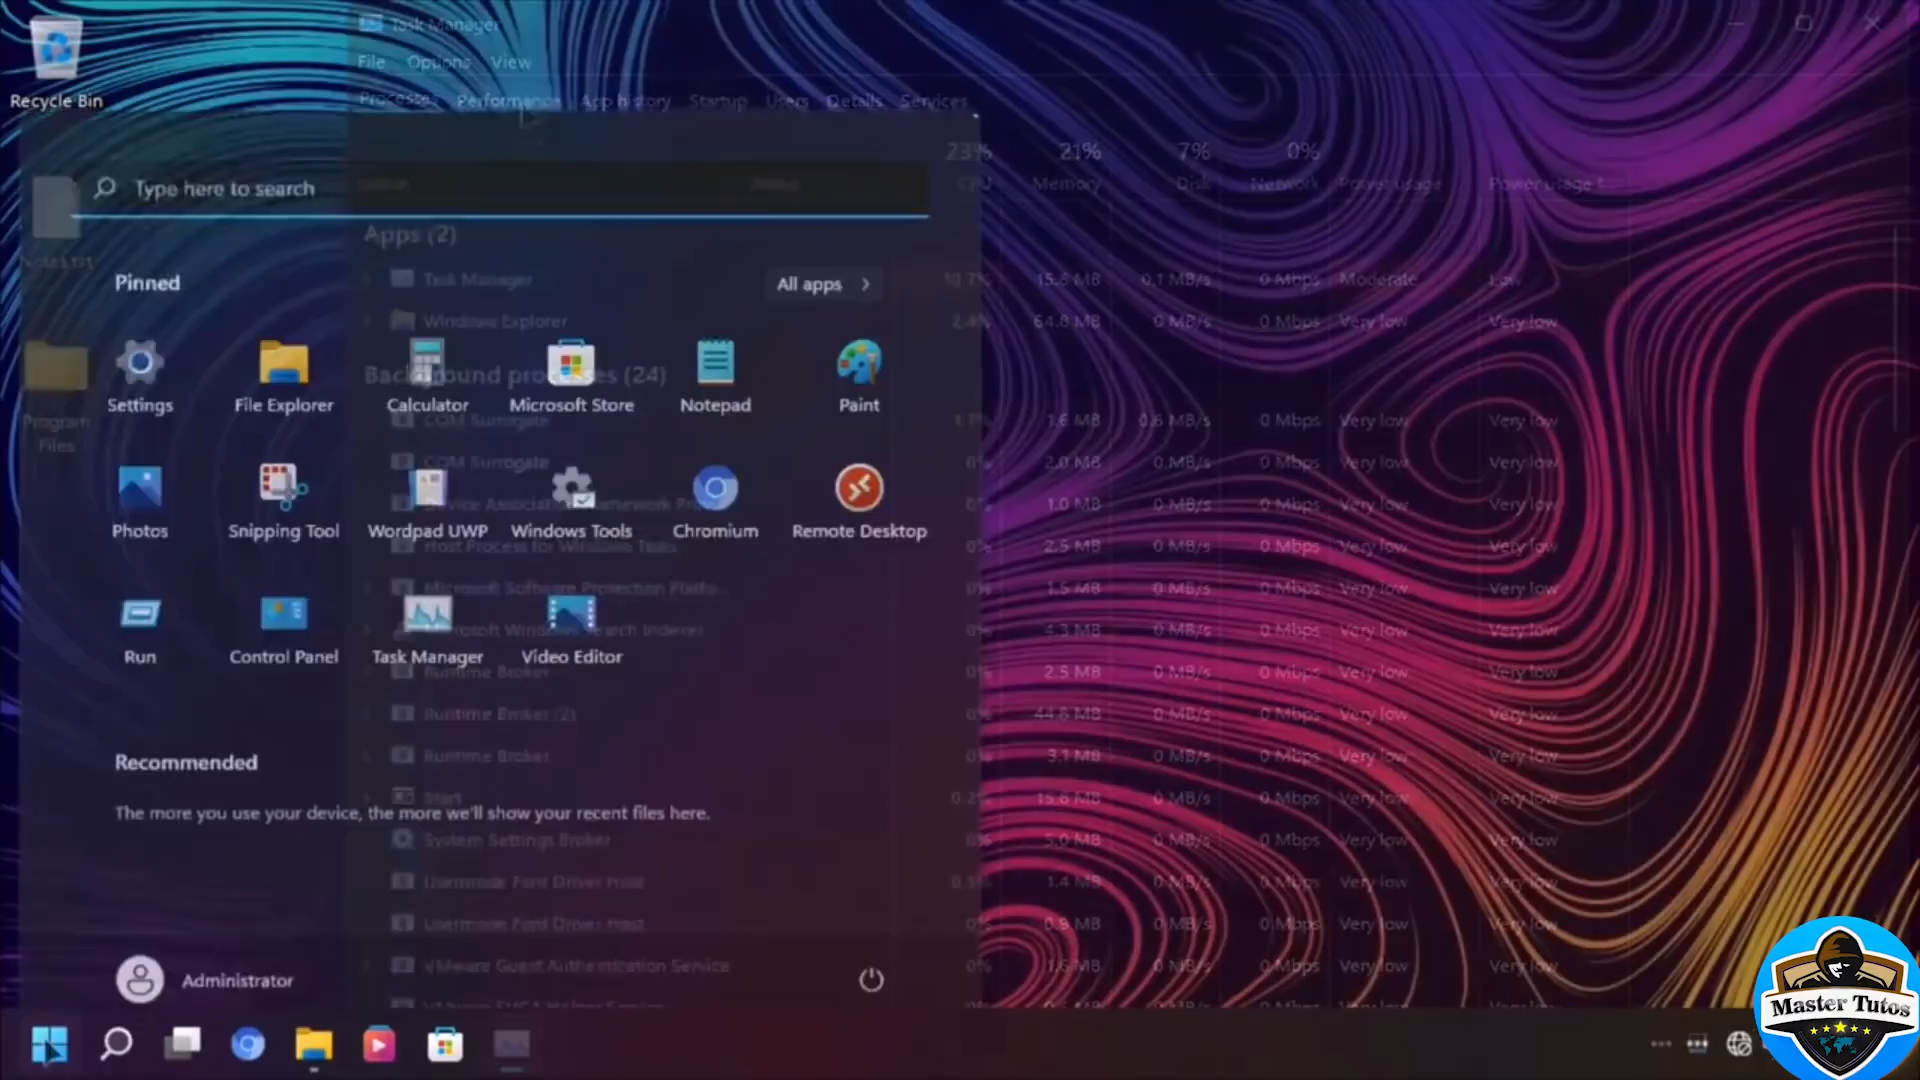 Task Manager
File Options View
Recycle Bin
Processes Performance App history Startup Users Details Services
23% 21% 7% 0%
CPU Memory Disk Network Power usage Power usage t...
Type here to search
Apps (2)
Notes.txt
Pinned
All apps
Task Manager 10.7% 15.8 MB 0.1 MB/s 0 Mbps Moderate Low
Windows Explorer 2.4% 64.8 MB 0 MB/s 0 Mbps Very low Very low
Background processes (24)
Settings File Explorer Calculator Microsoft Store Notepad Paint
Program
Files
COM Surrogate 1.6 MB 0.6 MB/s 0 Mbps Very low Very low
COM Surrogate 0% 2.0 MB 0 MB/s 0 Mbps Very low Very low
1.0 MB 0 MB/s 0 Mbps Very low Very low
Photos Snipping Tool Wordpad UWP Windows Tools Chromium Remote Desktop
Host Process for Windows Tasks 0% 2.5 MB 0 MB/s 0 Mbps Very low Very low
Microsoft Software Protection Platfo... 0% 1.5 MB 0 MB/s 0 Mbps Very low Very low
Windows Search Indexer 0% 4.3 MB 0 MB/s 0 Mbps Very low Very low
Run Control Panel Task Manager Video Editor
Runtime Broker 0% 2.5 MB 0 MB/s 0 Mbps Very low Very low
Runtime Broker (2) 0% 44.8 MB 0 MB/s 0 Mbps Very low Very low
Runtime Broker 0% 3.1 MB 0 MB/s 0 Mbps Very low Very low
Recommended
Start 0.2% 15.6 MB 0 MB/s 0 Mbps Very low Very low
The more you use your device, the more we'll show your recent files here.
System Settings Broker 0% 5.0 MB 0 MB/s 0 Mbps Very low Very low
Usermode Font Driver Host 1.4 MB 0 MB/s 0 Mbps Very low Very low
Usermode Font Driver Host 0% 0.9 MB 0 MB/s 0 Mbps Very low Very low
VMware Guest Authentication Service 0% 1.6 MB 0 MB/s 0 Mbps Very low Very low
Administrator
Master Tutos